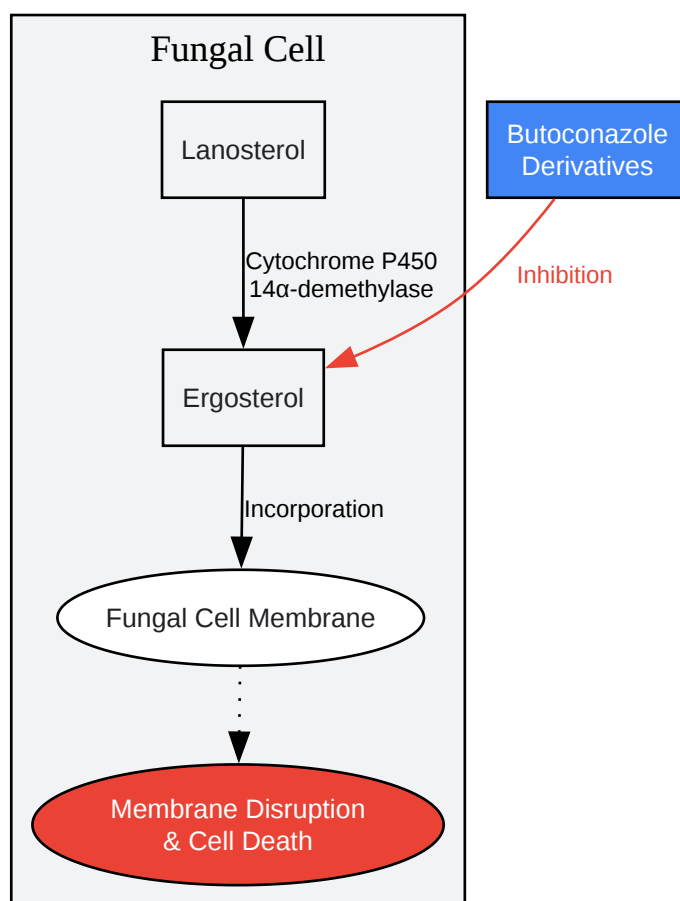 Fungal Cell
Lanosterol
Butoconazole
Derivatives
Cytochrome P450
14α-demethylase
Inhibition
Ergosterol
Incorporation
Fungal Cell Membrane
Membrane Disruption
& Cell Death